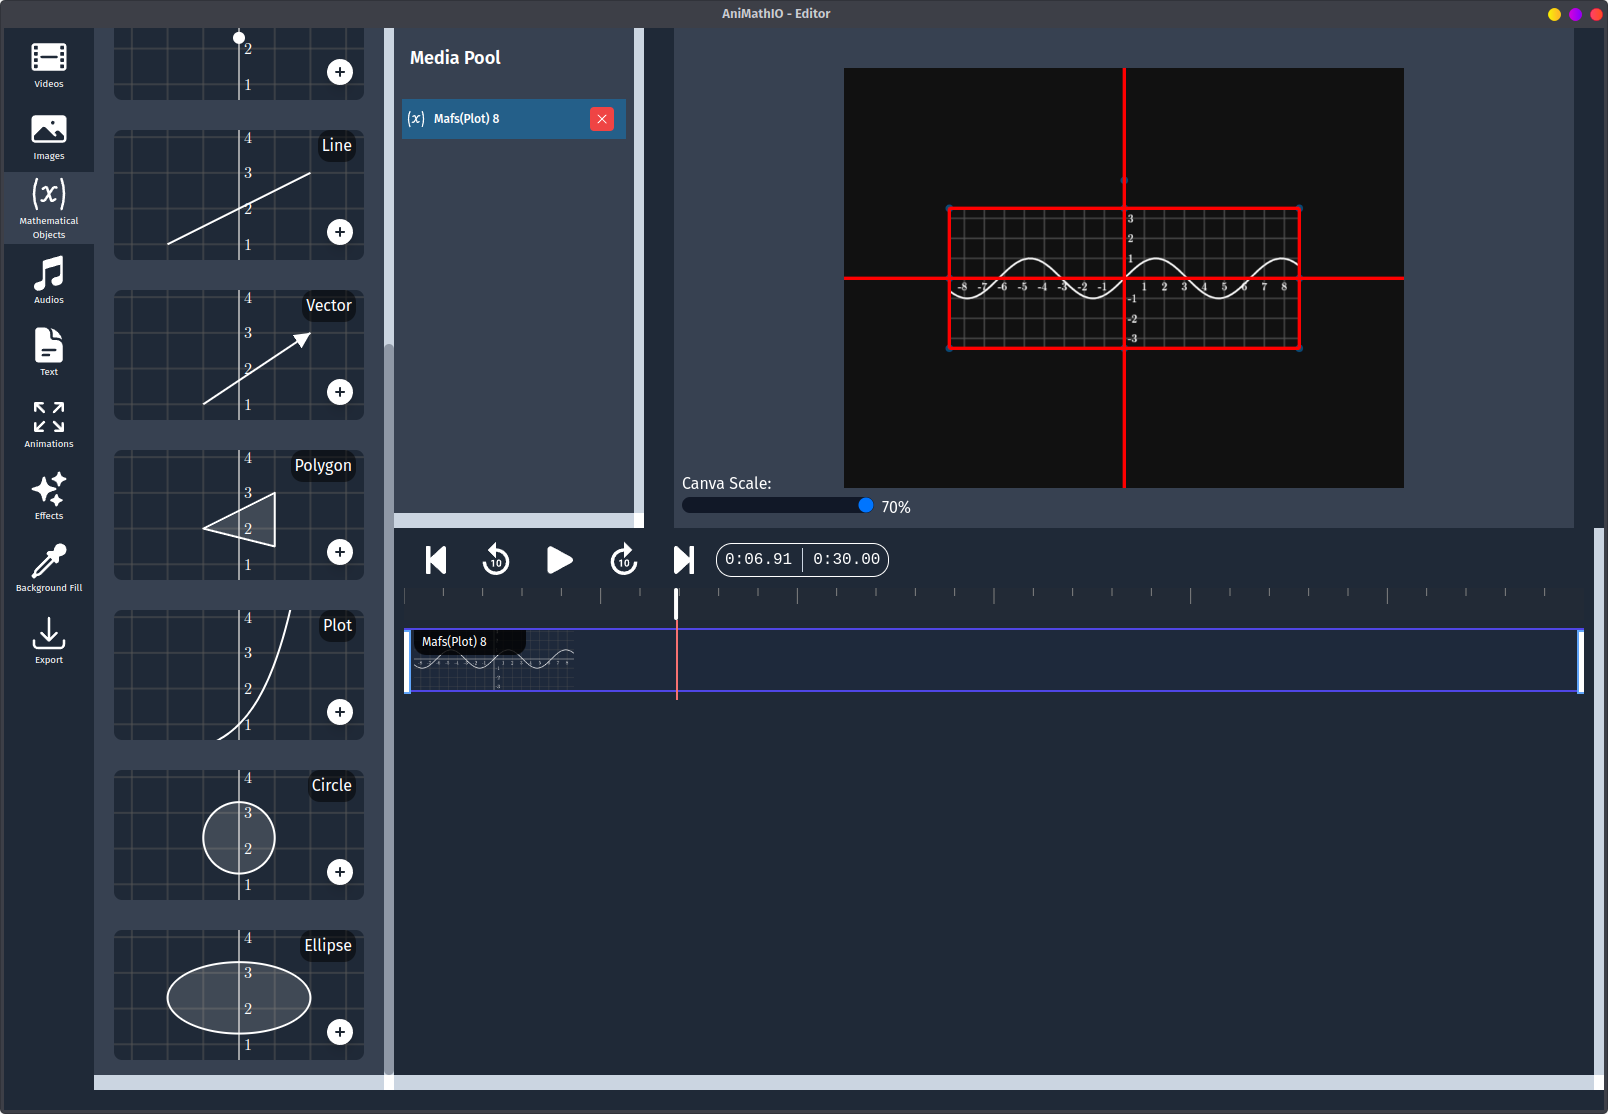 AniMathIO - Editor
Videos
Images
(x)
Mathematical
Objects
Audios
Text
Animations
Effects
Background Fill
Export
2
1
+
Line
4
3
2
1
+
Vector
4
3
2
1
+
Polygon
4
3
2
1
+
Plot
4
3
2
1
+
Circle
4
3
2
1
+
Ellipse
4
3
2
1
+
Media Pool
(x) Mafs(Plot) 8
3
2
1
-8 -7 -6 -5 -4 -3 -2 -1 1 2 3 4 5 6 7 8
-1
-2
-3
Canva Scale:
70%
10
10
0:06.91 0:30.00
Mafs(Plot) 8